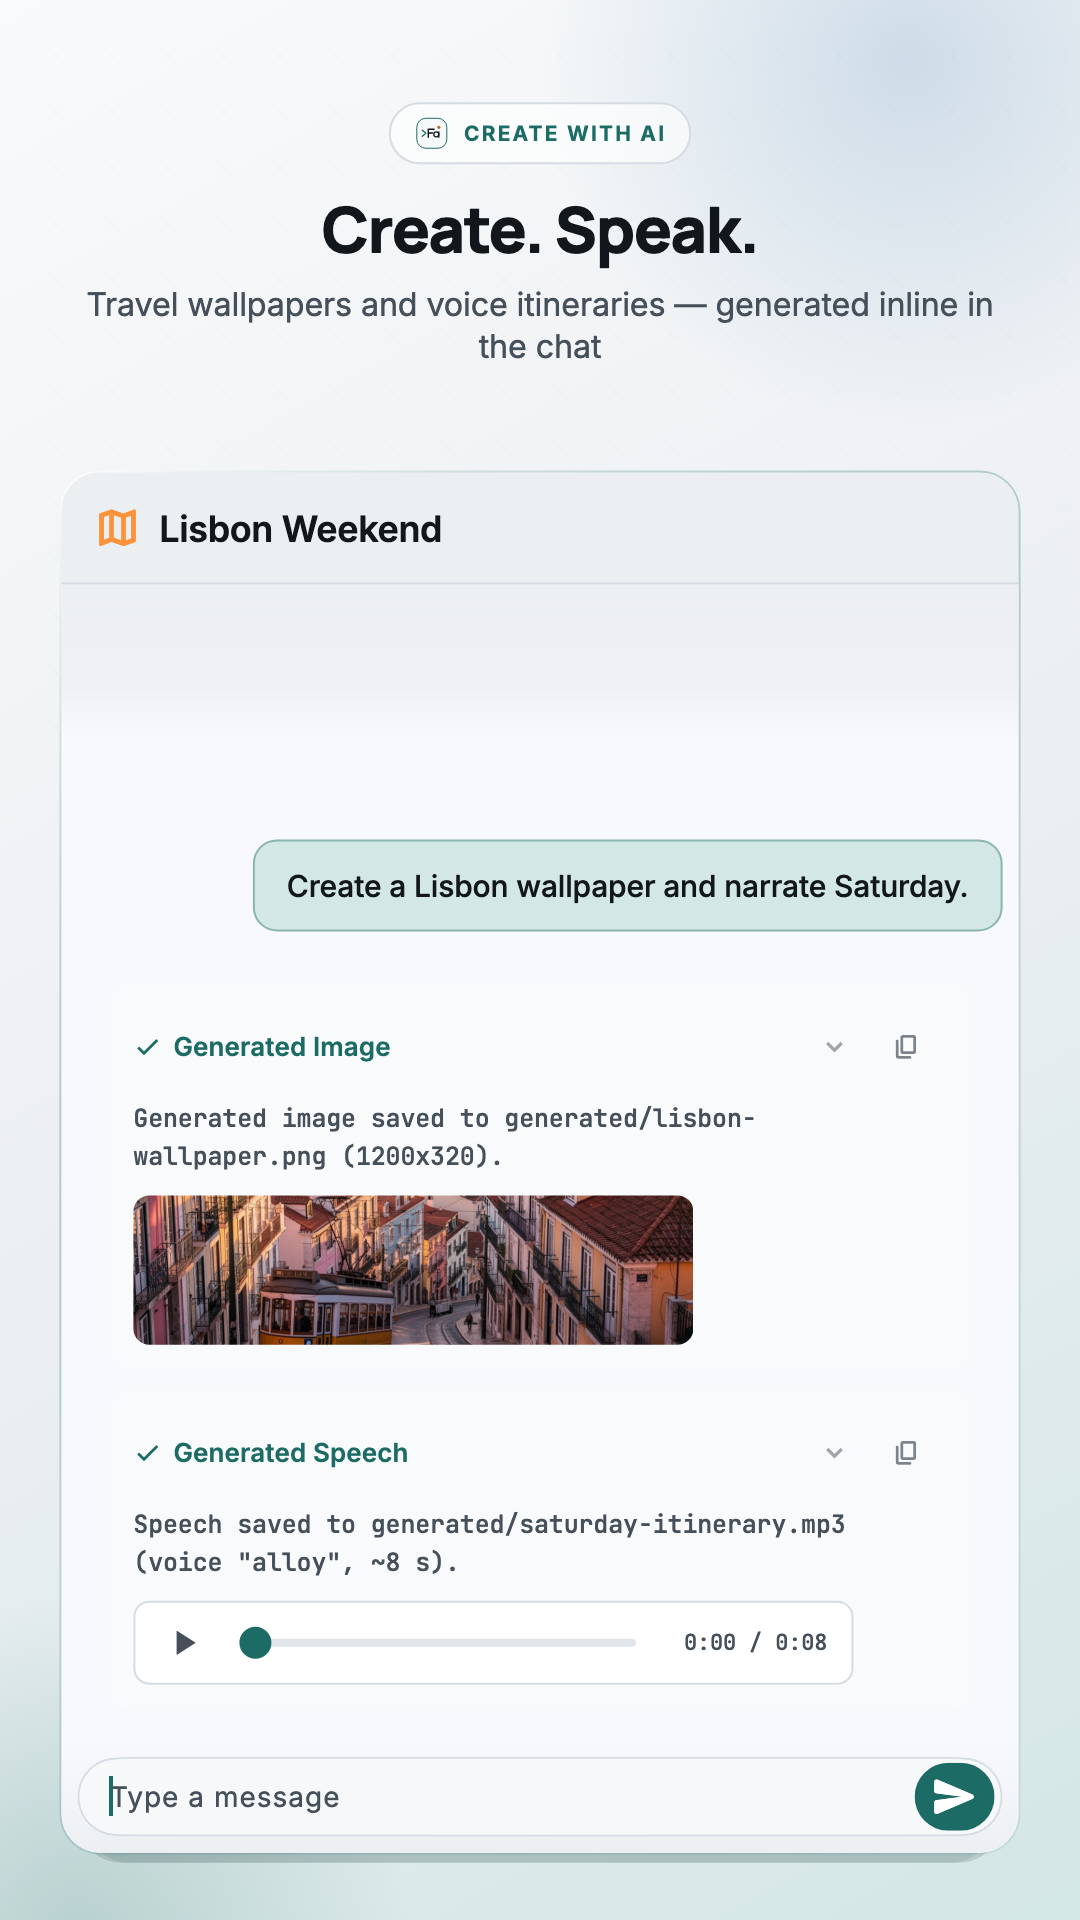 >Fa CREATE WITH AI
Create. Speak.
Travel wallpapers and voice itineraries — generated inline in
the chat
Lisbon Weekend
Create a Lisbon wallpaper and narrate Saturday.
Generated Image
Generated image saved to generated/lisbon-
wallpaper.png (1200x320).
Generated Speech
Speech saved to generated/saturday-itinerary.mp3
(voice "alloy", ~8 s).
0:00 / 0:08
Type a message